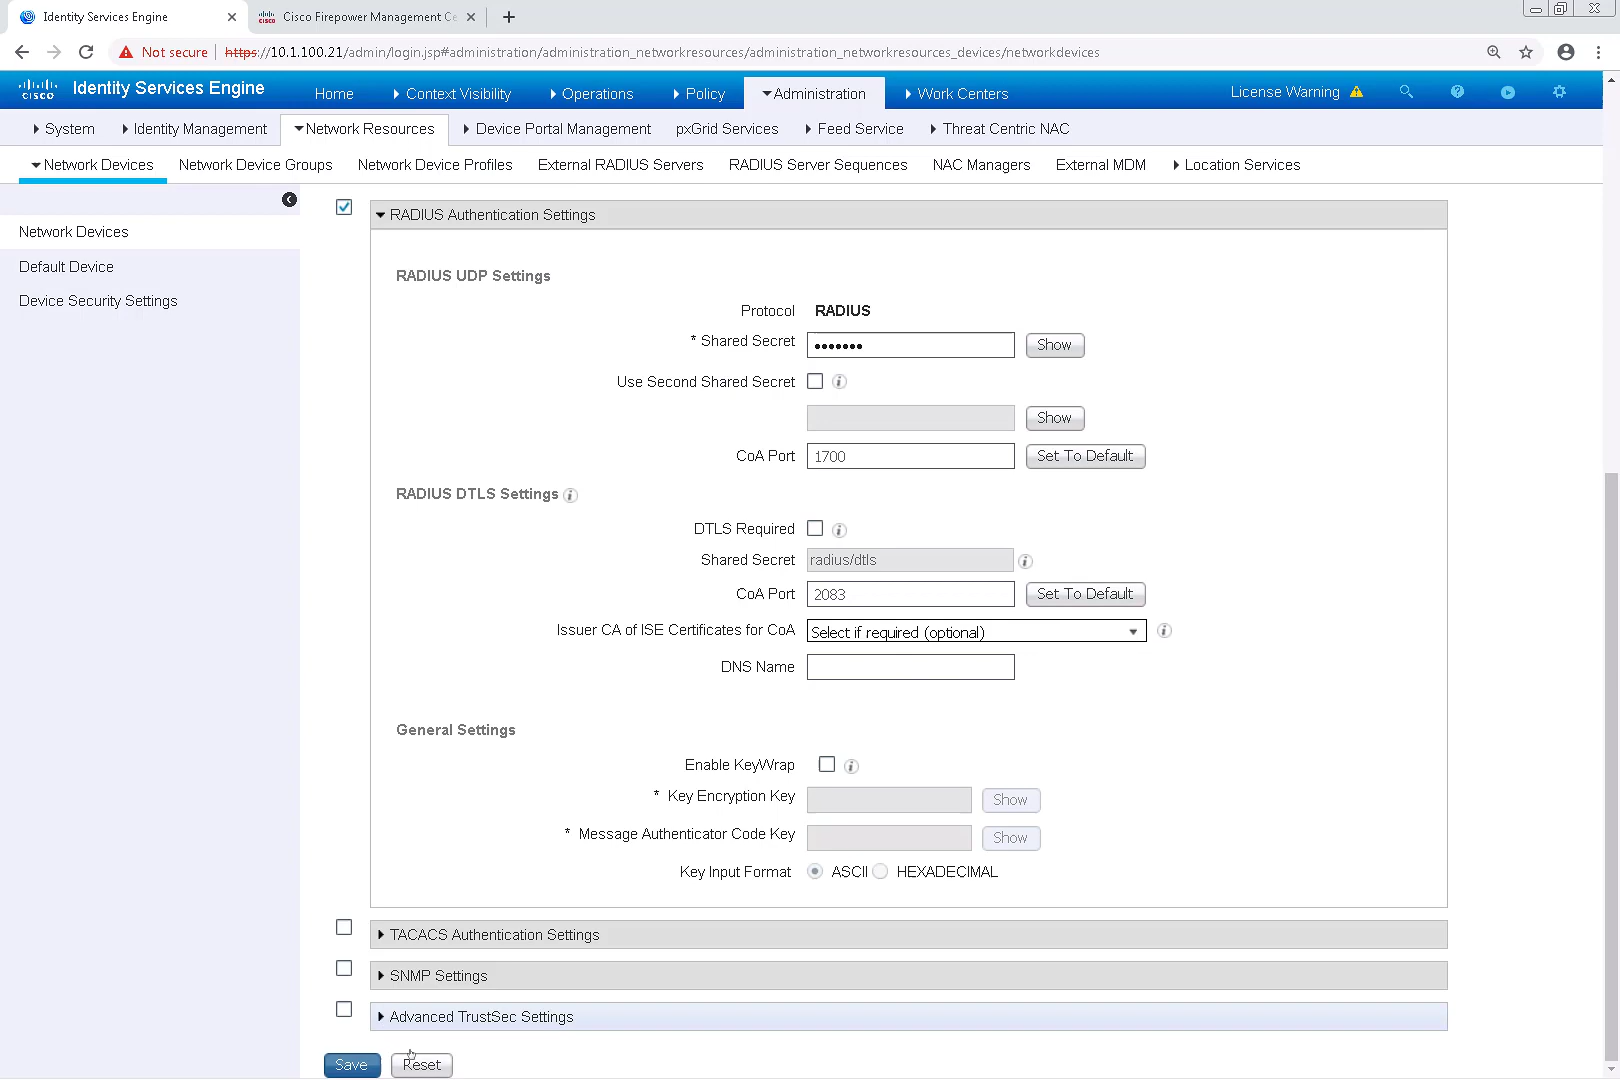 Identity Services Engine
Cisco Firepower Management Ce
Not secure
https://10.1.100.21/admin/login.jsp#administration/administration_networkresources/administration_networkresources_devices/networkdevices
cisco Identity Services Engine Home Context Visibility Operations Policy Administration Work Centers License Warning
System Identity Management Network Resources Device Portal Management pxGrid Services Feed Service Threat Centric NAC
Network Devices Network Device Groups Network Device Profiles External RADIUS Servers RADIUS Server Sequences NAC Managers External MDM Location Services
Network Devices
Default Device
Device Security Settings
RADIUS Authentication Settings
RADIUS UDP Settings
Protocol RADIUS
* Shared Secret ••••••• Show
Use Second Shared Secret
Show
CoA Port 1700 Set To Default
RADIUS DTLS Settings
DTLS Required
Shared Secret radius/dtls
CoA Port 2083 Set To Default
Issuer CA of ISE Certificates for CoA Select if required (optional)
DNS Name
General Settings
Enable KeyWrap
* Key Encryption Key Show
* Message Authenticator Code Key Show
Key Input Format ASCII HEXADECIMAL
TACACS Authentication Settings
SNMP Settings
Advanced TrustSec Settings
Save Reset